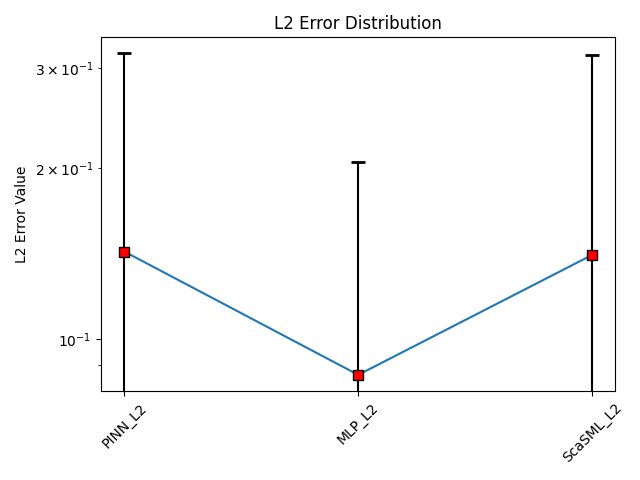 L2 Error Distribution
L2 Error Value
3 × 10⁻¹
2 × 10⁻¹
10⁻¹
PINN_L2
MLP_L2
ScaSML_L2